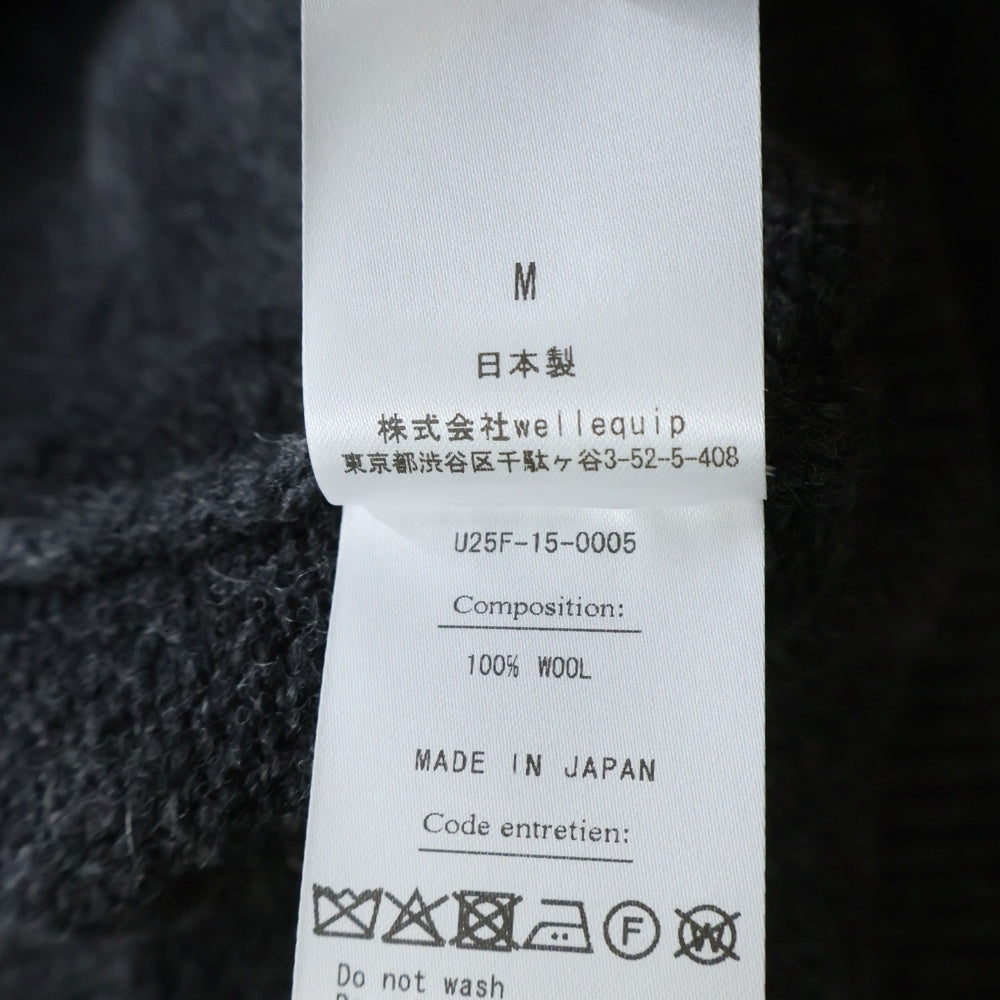 M
日本製
株式会社wellequip
東京都渋谷区千駄ヶ谷3-52-5-408
U25F-15-0005
Composition:
100% WOOL
MADE IN JAPAN
Code entretien:
F W
Do not wash